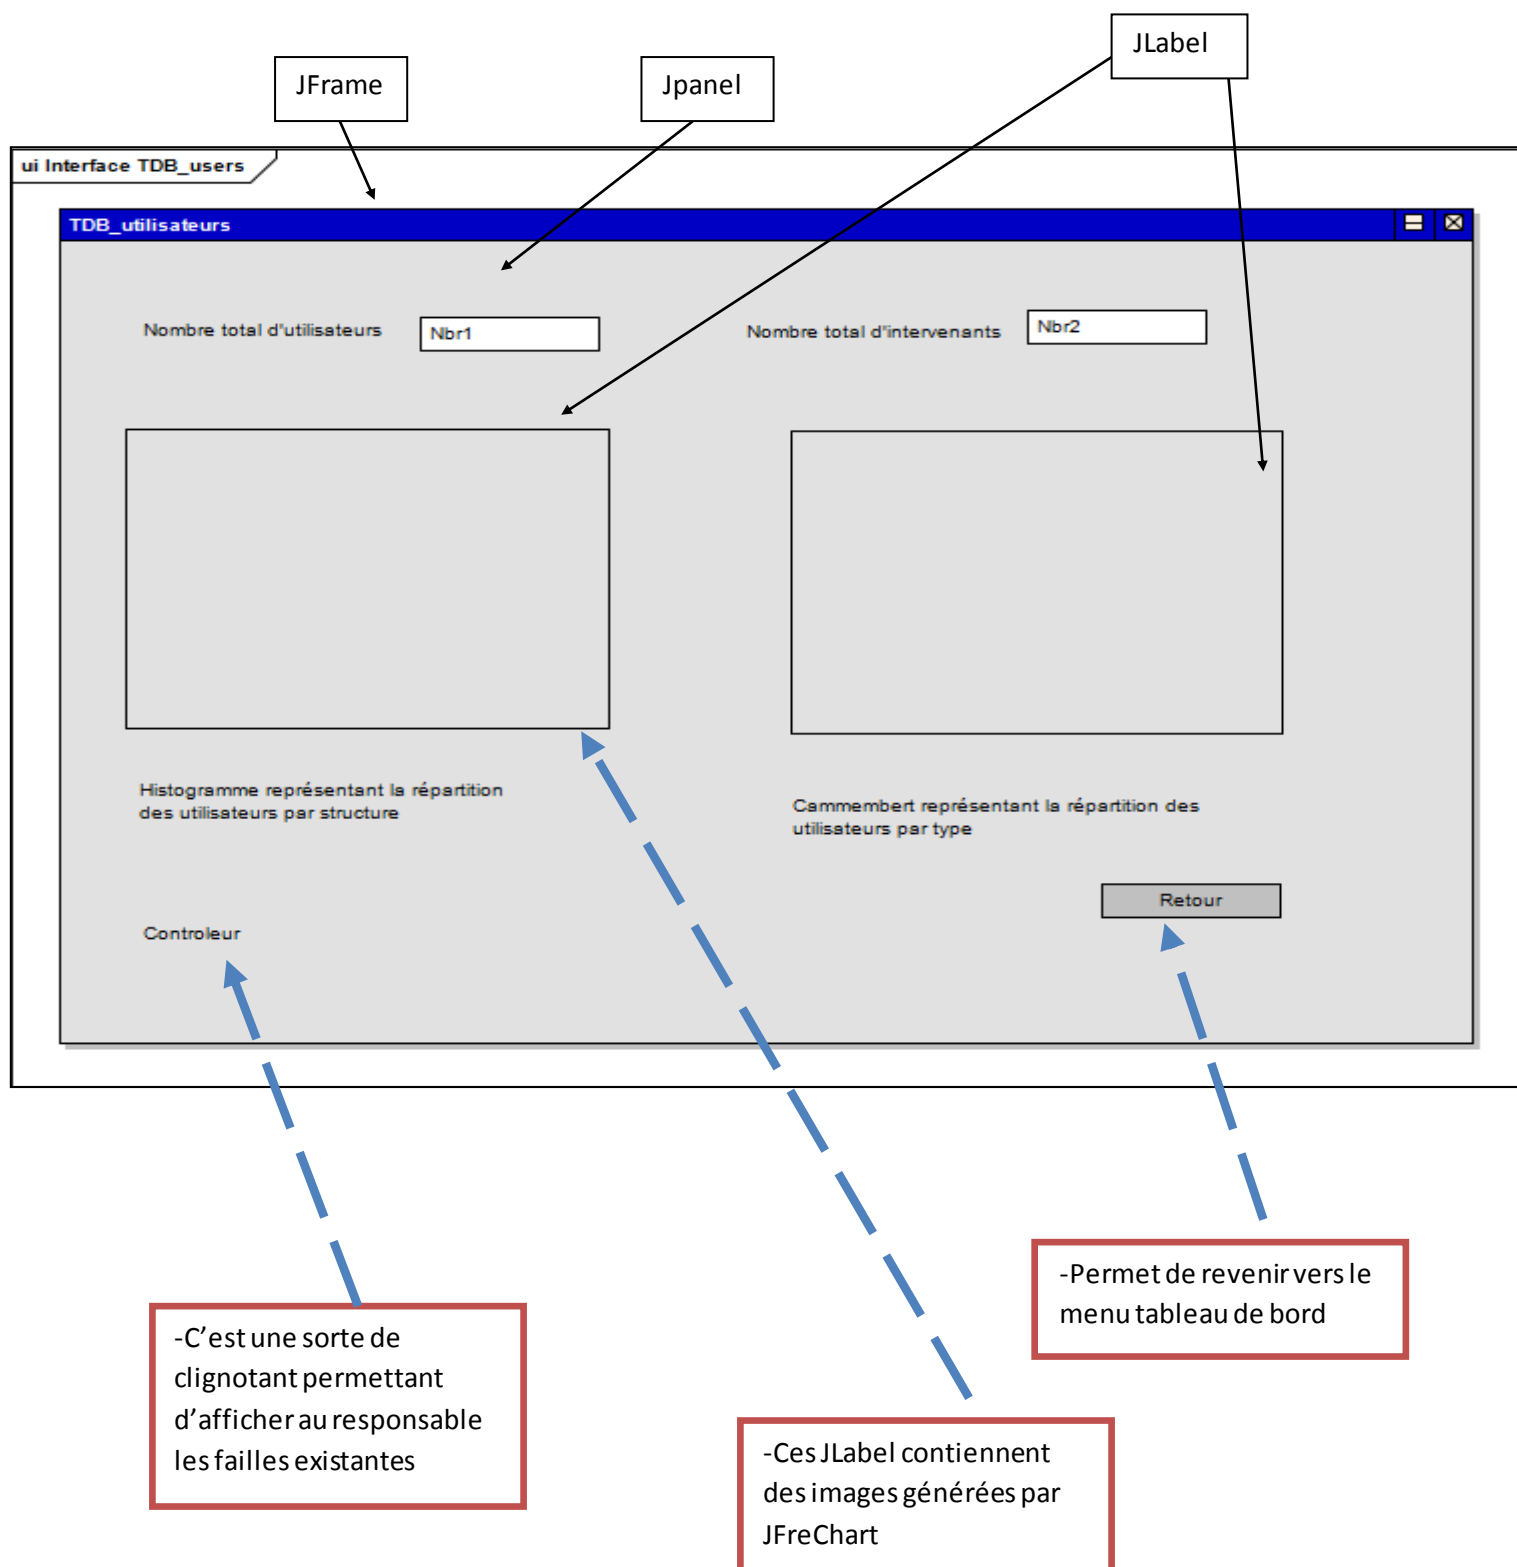 JLabel
JFrame
Jpanel
ui Interface TDB_users
TDB_utilisateurs
Nombre total d'utilisateurs
Nbr1
Nombre total d'intervenants
Nbr2
Histogramme représentant la répartition
des utilisateurs par structure
Cammembert représentant la répartition des
utilisateurs par type
Retour
Controleur
-Permet de revenir vers le
menu tableau de bord
-C’est une sorte de
clignotant permettant
d’afficher au responsable
les failles existantes
-Ces JLabel contiennent
des images générées par
JFreChart